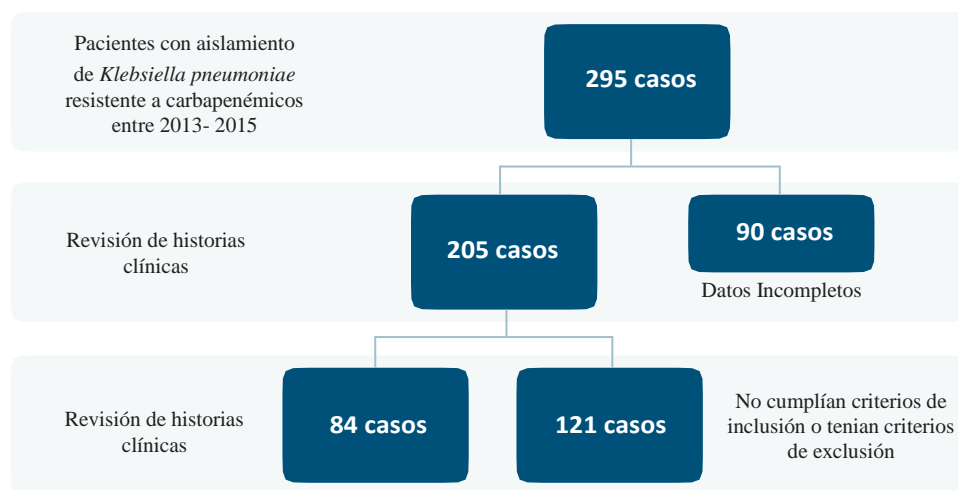 Pacientes con aislamiento
de Klebsiella pneumoniae
resistente a carbapenémicos
entre 2013- 2015
295 casos
Revisión de historias
clínicas
205 casos
90 casos
Datos Incompletos
Revisión de historias
clínicas
84 casos
121 casos
No cumplían criterios de
inclusión o tenian criterios
de exclusión